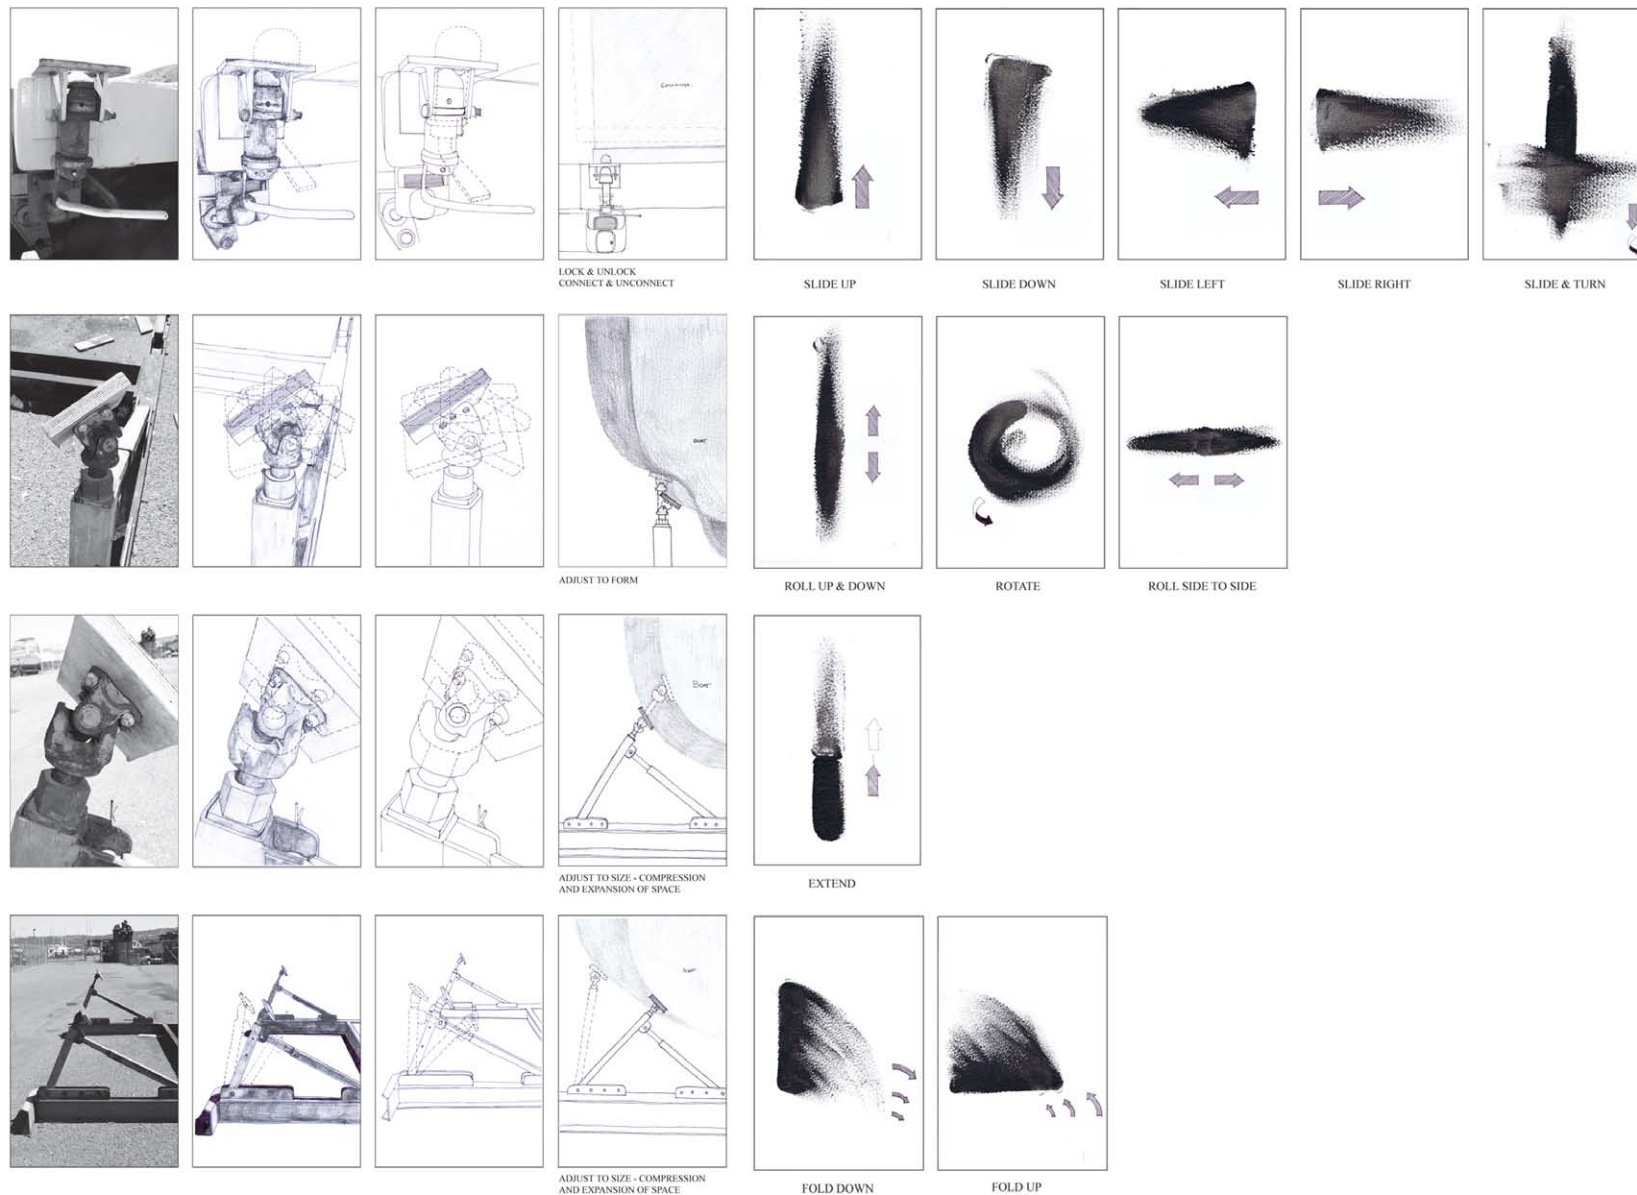 LOCK & UNLOCK
CONNECT & UNCONNECT
SLIDE UP
SLIDE DOWN
SLIDE LEFT
SLIDE RIGHT
SLIDE & TURN
BOAT
ADJUST TO FORM
ROLL UP & DOWN
ROTATE
ROLL SIDE TO SIDE
BOAT
ADJUST TO SIZE - COMPRESSION
AND EXPANSION OF SPACE
EXTEND
ADJUST TO SIZE - COMPRESSION
AND EXPANSION OF SPACE
FOLD DOWN
FOLD UP